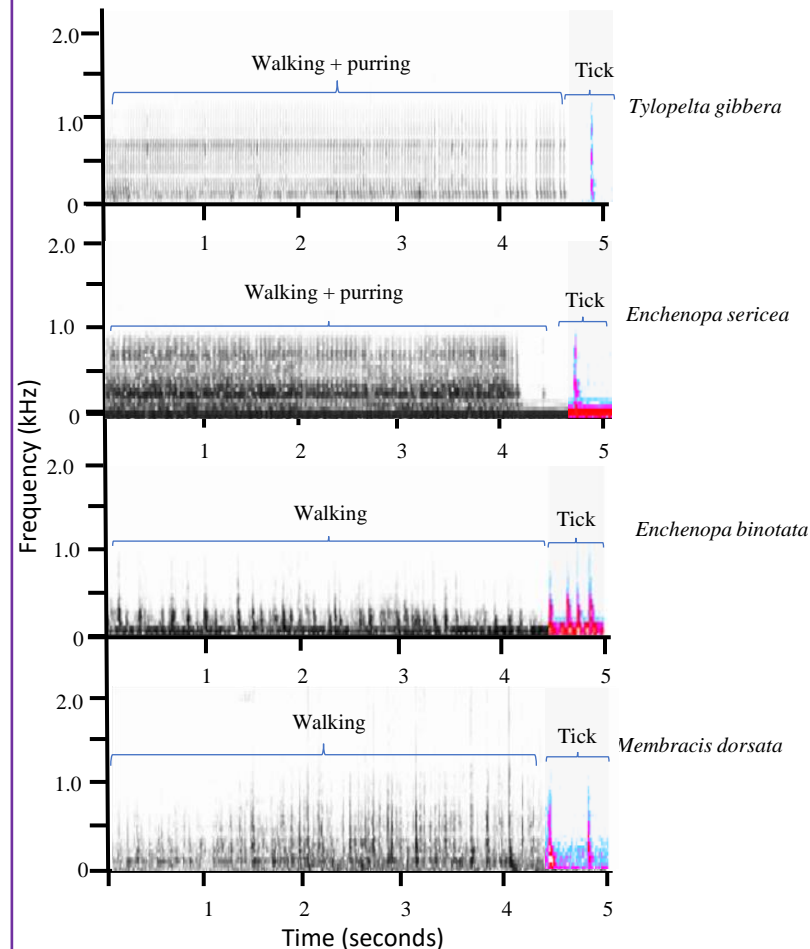 2.0
Walking + purring
Tick
Tylopelta gibbera
1.0
0
1 2 3 4 5
2.0
Walking + purring
Tick
Enchenopa sericea
1.0
0
1 2 3 4 5
Frequency (kHz)
2.0
Walking
Tick
Enchenopa binotata
1.0
0
1 2 3 4 5
2.0
Walking
Tick
Membracis dorsata
1.0
0
1 2 3 4 5
Time (seconds)